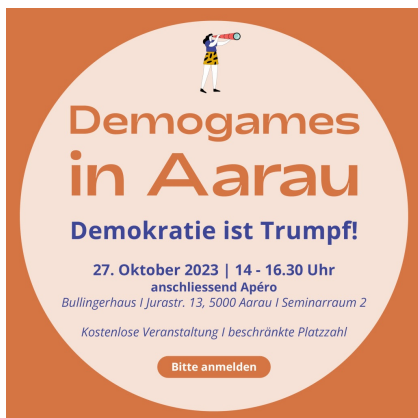 Demogames
in Aarau
Demokratie ist Trumpf!
27. Oktober 2023 | 14 - 16.30 Uhr
anschliessend Apéro
Bullingerhaus I Jurastr. 13, 5000 Aarau I Seminarraum 2
Kostenlose Veranstaltung I beschränkte Platzzahl
Bitte anmelden